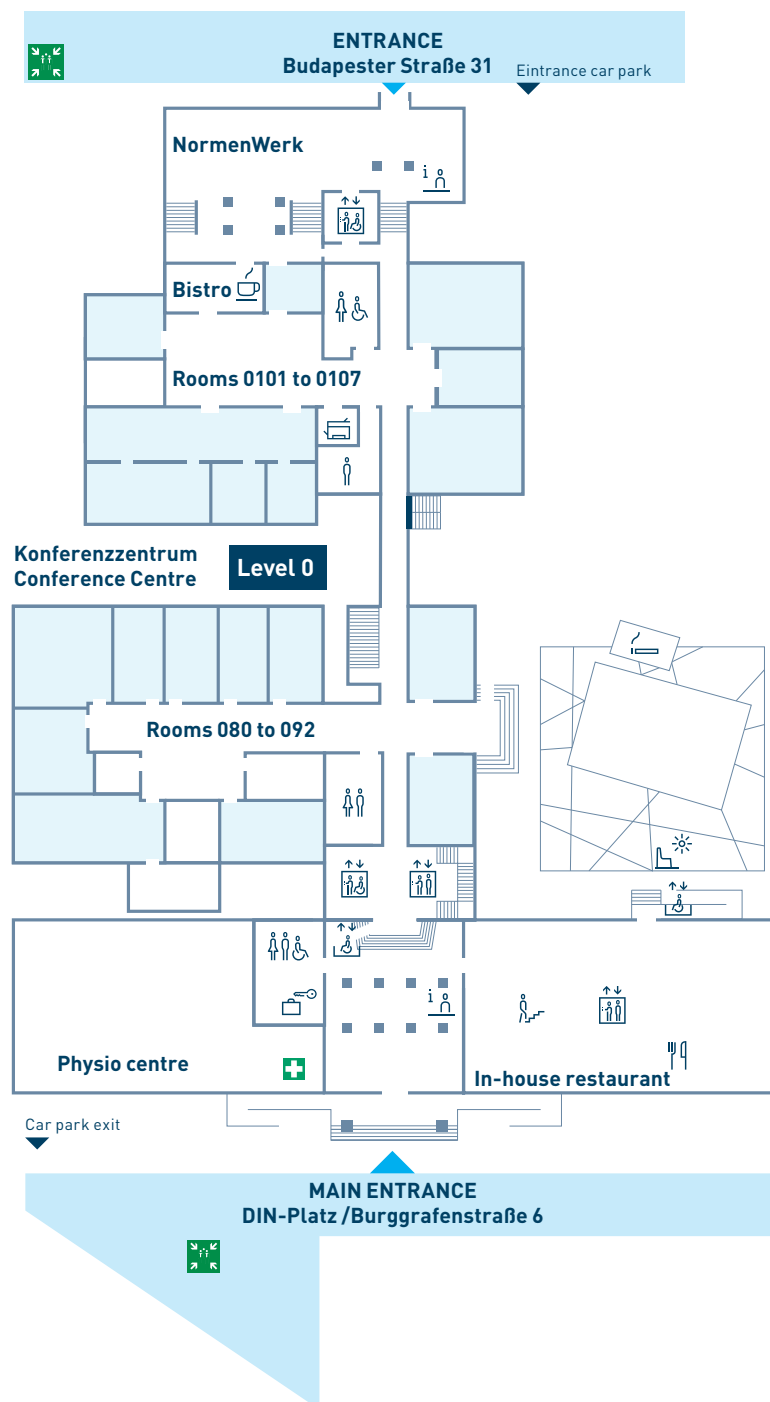 ENTRANCE
Budapester Straße 31
Eintrance car park
NormenWerk
i
Bistro
Rooms 0101 to 0107
Konferenzzentrum
Conference Centre
Level 0
Rooms 080 to 092
i
Physio centre
In-house restaurant
Car park exit
MAIN ENTRANCE
DIN-Platz /Burggrafenstraße 6